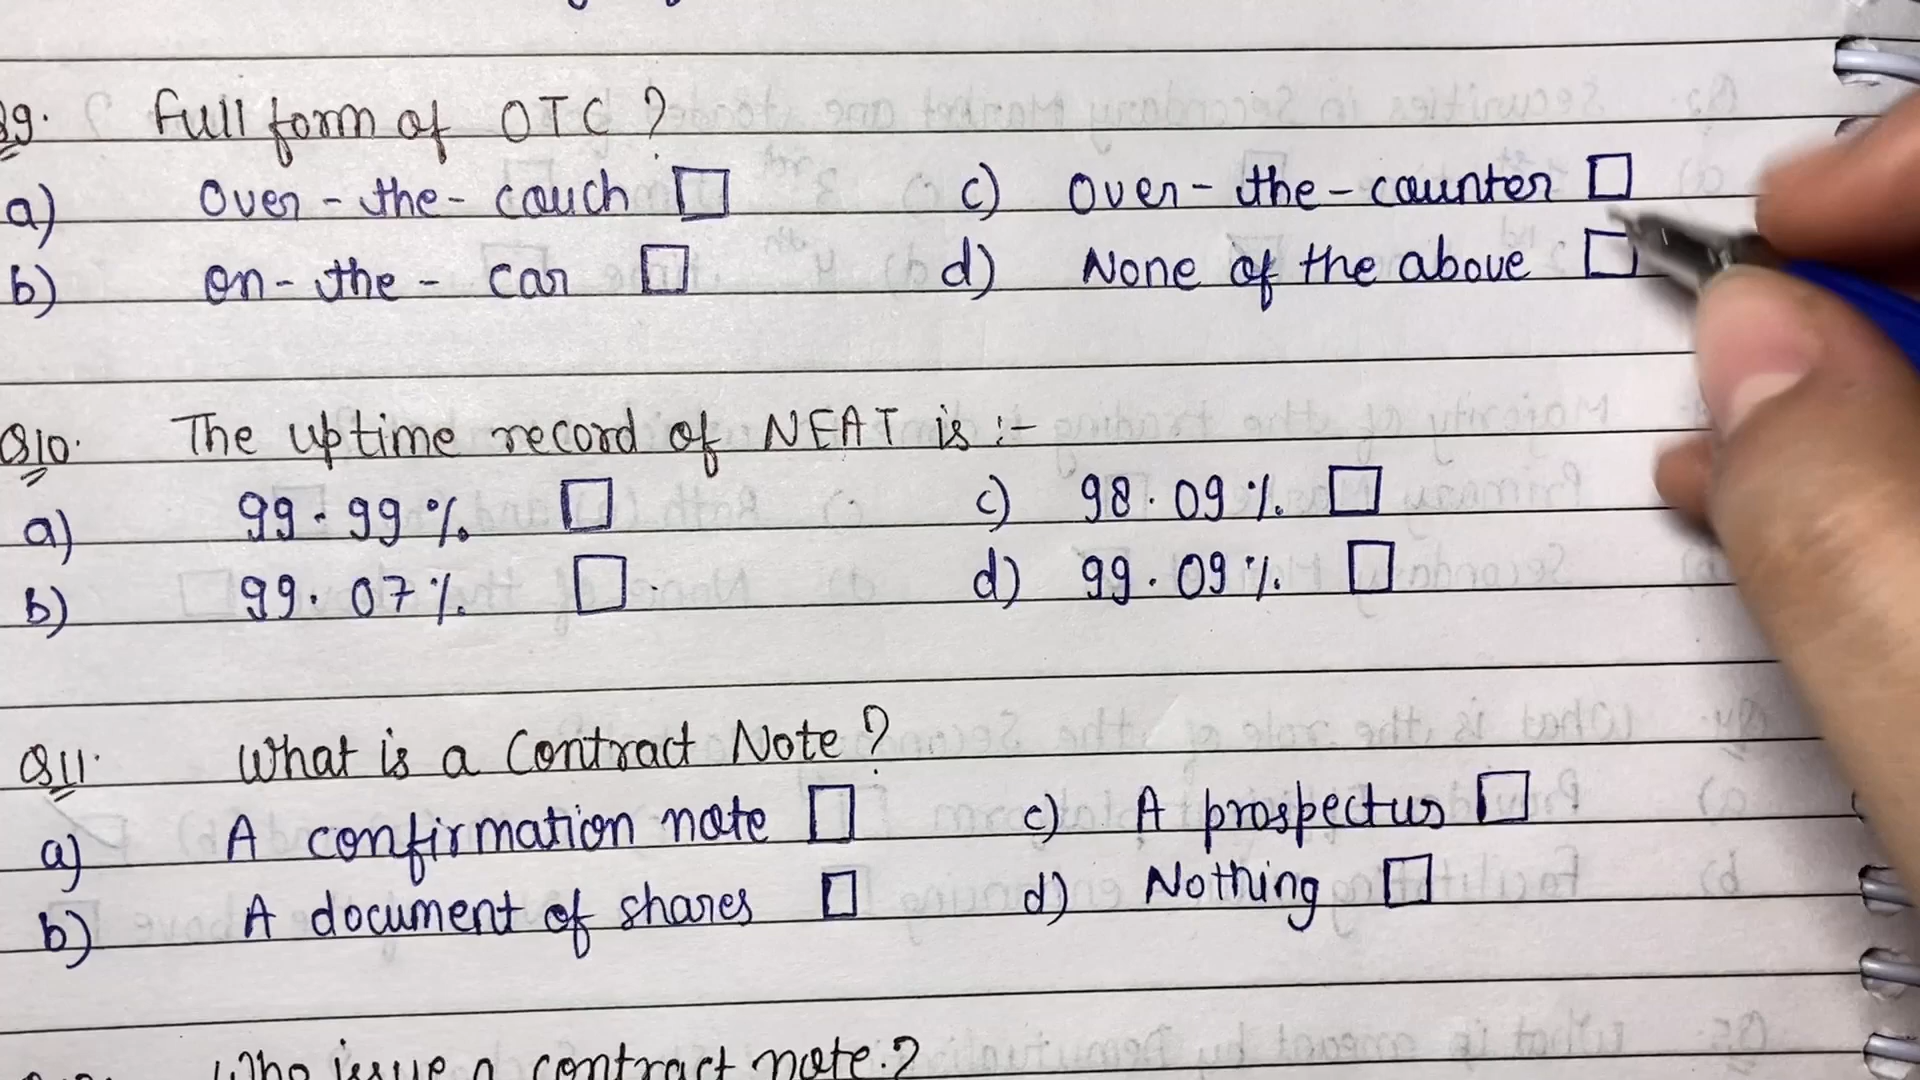 Q9. Full form of OTC ?
a) Over-the-couch c) Over-the-counter
b) on-the-car d) None of the above
Q10. The uptime record of NEAT is :-
a) 99.99% c) 98.09%
b) 99.07% d) 99.09%
Q11. What is a Contract Note?
a) A confirmation note c) A prospectus
b) A document of shares d) Nothing
Who issue a contract note?